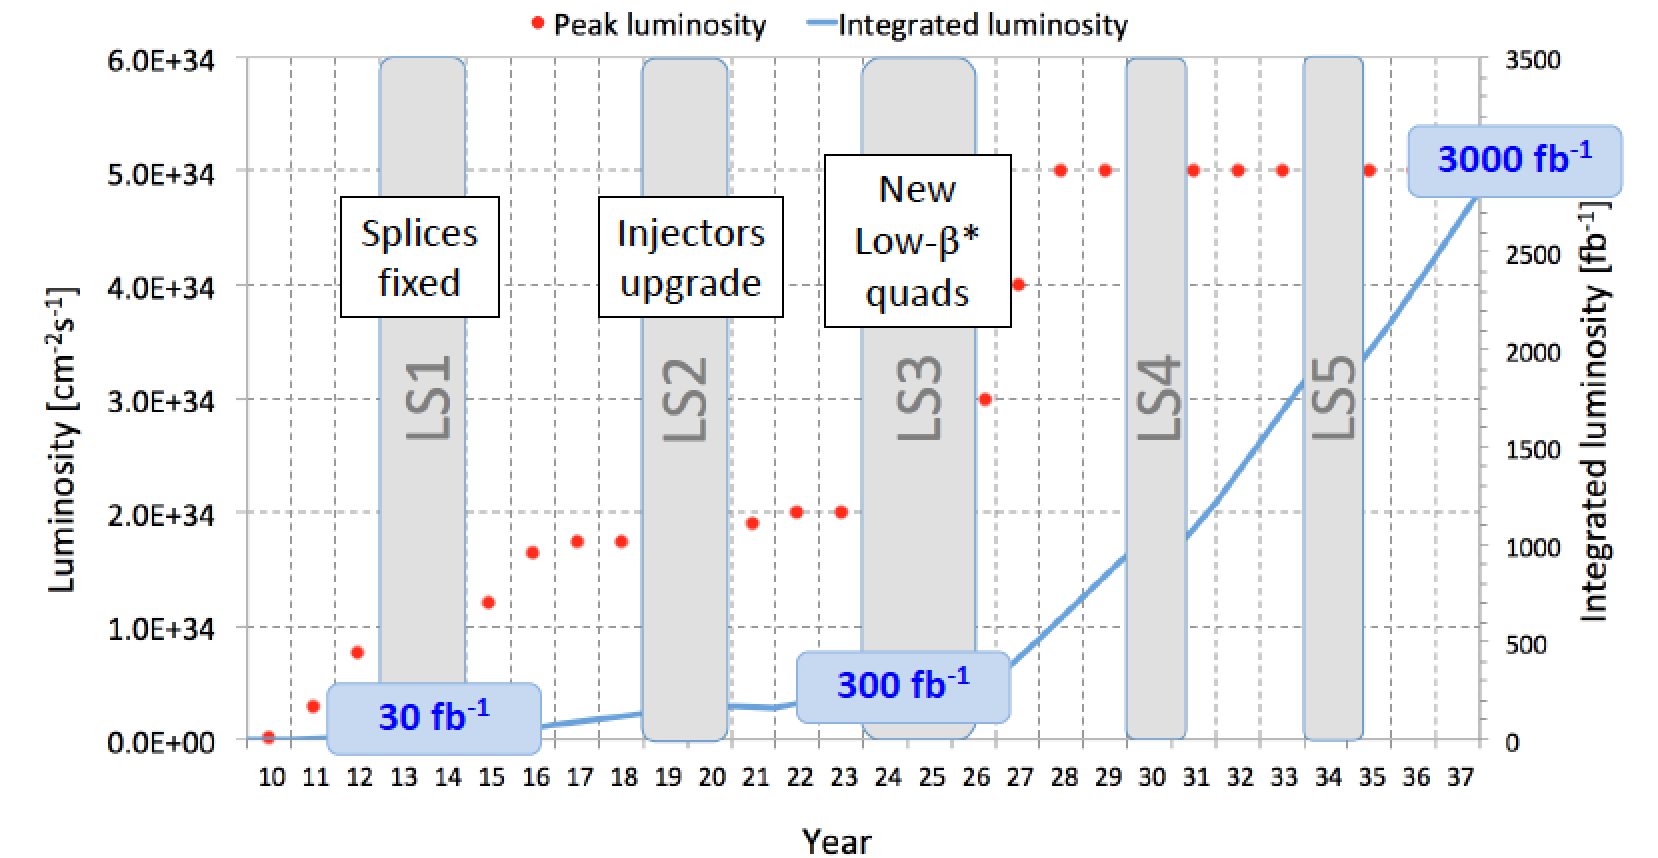 Peak luminosity Integrated luminosity
6.0E+34
5.0E+34
4.0E+34
3.0E+34
2.0E+34
1.0E+34
0.0E+00
Luminosity [cm-2s-1]
3500
3000 fb-1
2500
2000
1500
1000
500
0
Integrated luminosity [fb-1]
Splices
fixed
Injectors
upgrade
New
Low-β*
quads
LS1
LS2
LS3
LS4
LS5
30 fb-1
300 fb-1
10 11 12 13 14 15 16 17 18 19 20 21 22 23 24 25 26 27 28 29 30 31 32 33 34 35 36 37
Year